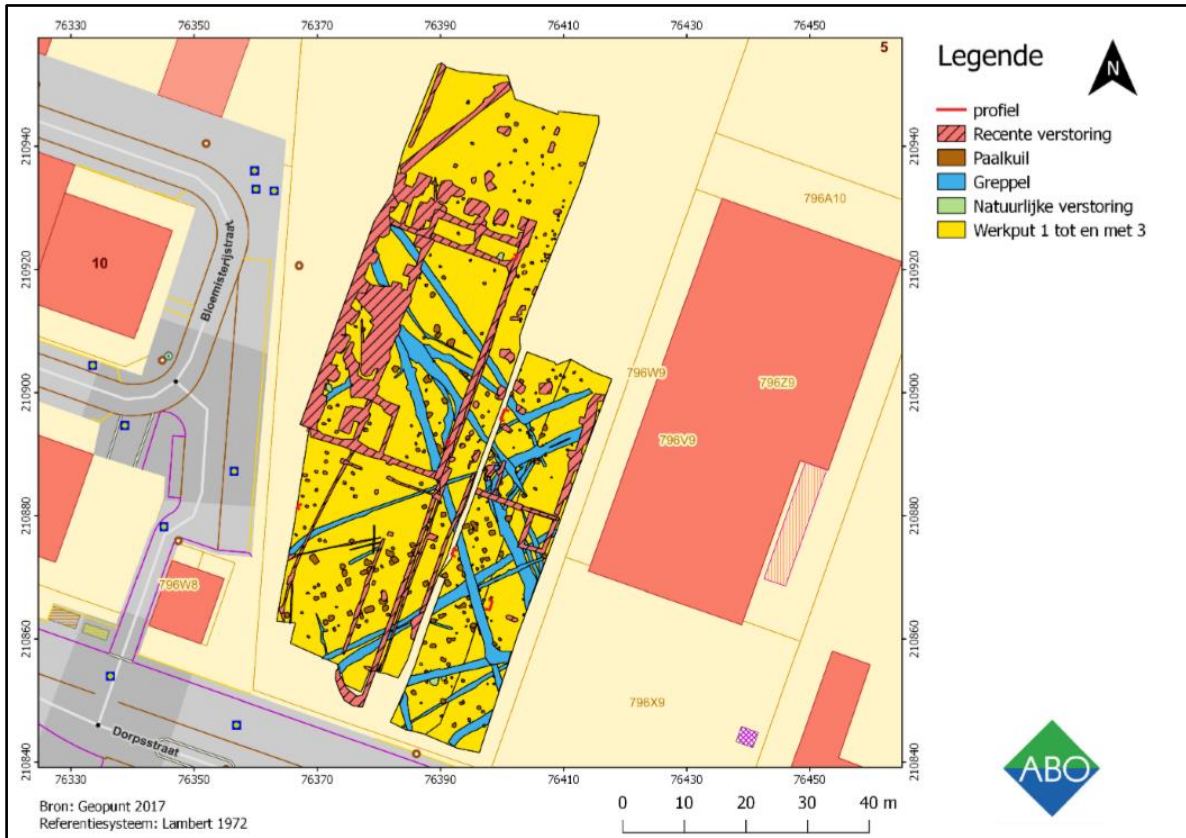 76330 76350 76370 76390 76410 76430 76450
5
Legende
N
profiel
Recente verstoring
Paalkuil
Greppel
Natuurlijke verstoring
Werkput 1 tot en met 3
210940 210940
796A10
10
Bloemisterijstraat
210920 210920
796W9
796Z9
210900 210900
796V9
210880 210880
796W8
210860 210860
796X9
Dorpsstraat
210840 210840
76330 76350 76370 76390 76410 76430 76450
ABO
Bron: Geopunt 2017
Referentiesysteem: Lambert 1972
0 10 20 30 40 m